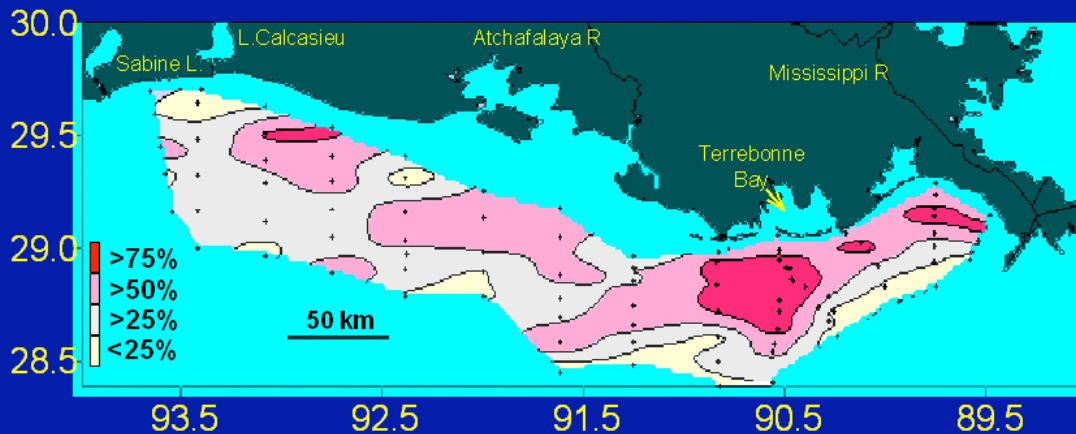 30.0
L.Calcasieu
Atchafalaya R
Sabine L.
Mississippi R
29.5
Terrebonne
Bay
29.0
>75%
>50%
>25%
<25%
50 km
28.5
93.5 92.5 91.5 90.5 89.5